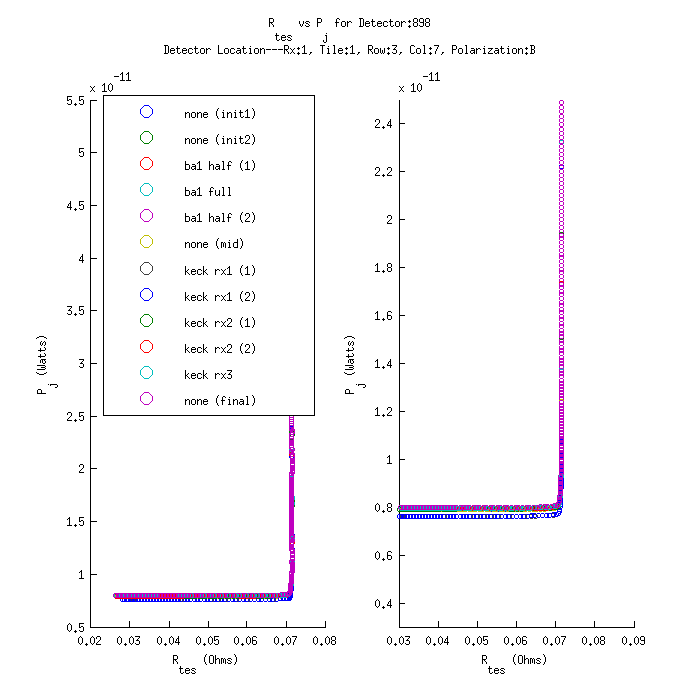 R_tes vs P_j for Detector:898
Detector Location---Rx:1, Tile:1, Row:3, Col:7, Polarization:B
x 10^-11
5.5
5
4.5
4
3.5
3
2.5
2
1.5
1
0.5
P_j (Watts)
none (init1)
none (init2)
ba1 half (1)
ba1 full
ba1 half (2)
none (mid)
keck rx1 (1)
keck rx1 (2)
keck rx2 (1)
keck rx2 (2)
keck rx3
none (final)
0.02 0.03 0.04 0.05 0.06 0.07 0.08
R_tes (Ohms)
x 10^-11
2.4
2.2
2
1.8
1.6
1.4
1.2
1
0.8
0.6
0.4
P_j (Watts)
0.03 0.04 0.05 0.06 0.07 0.08 0.09
R_tes (Ohms)